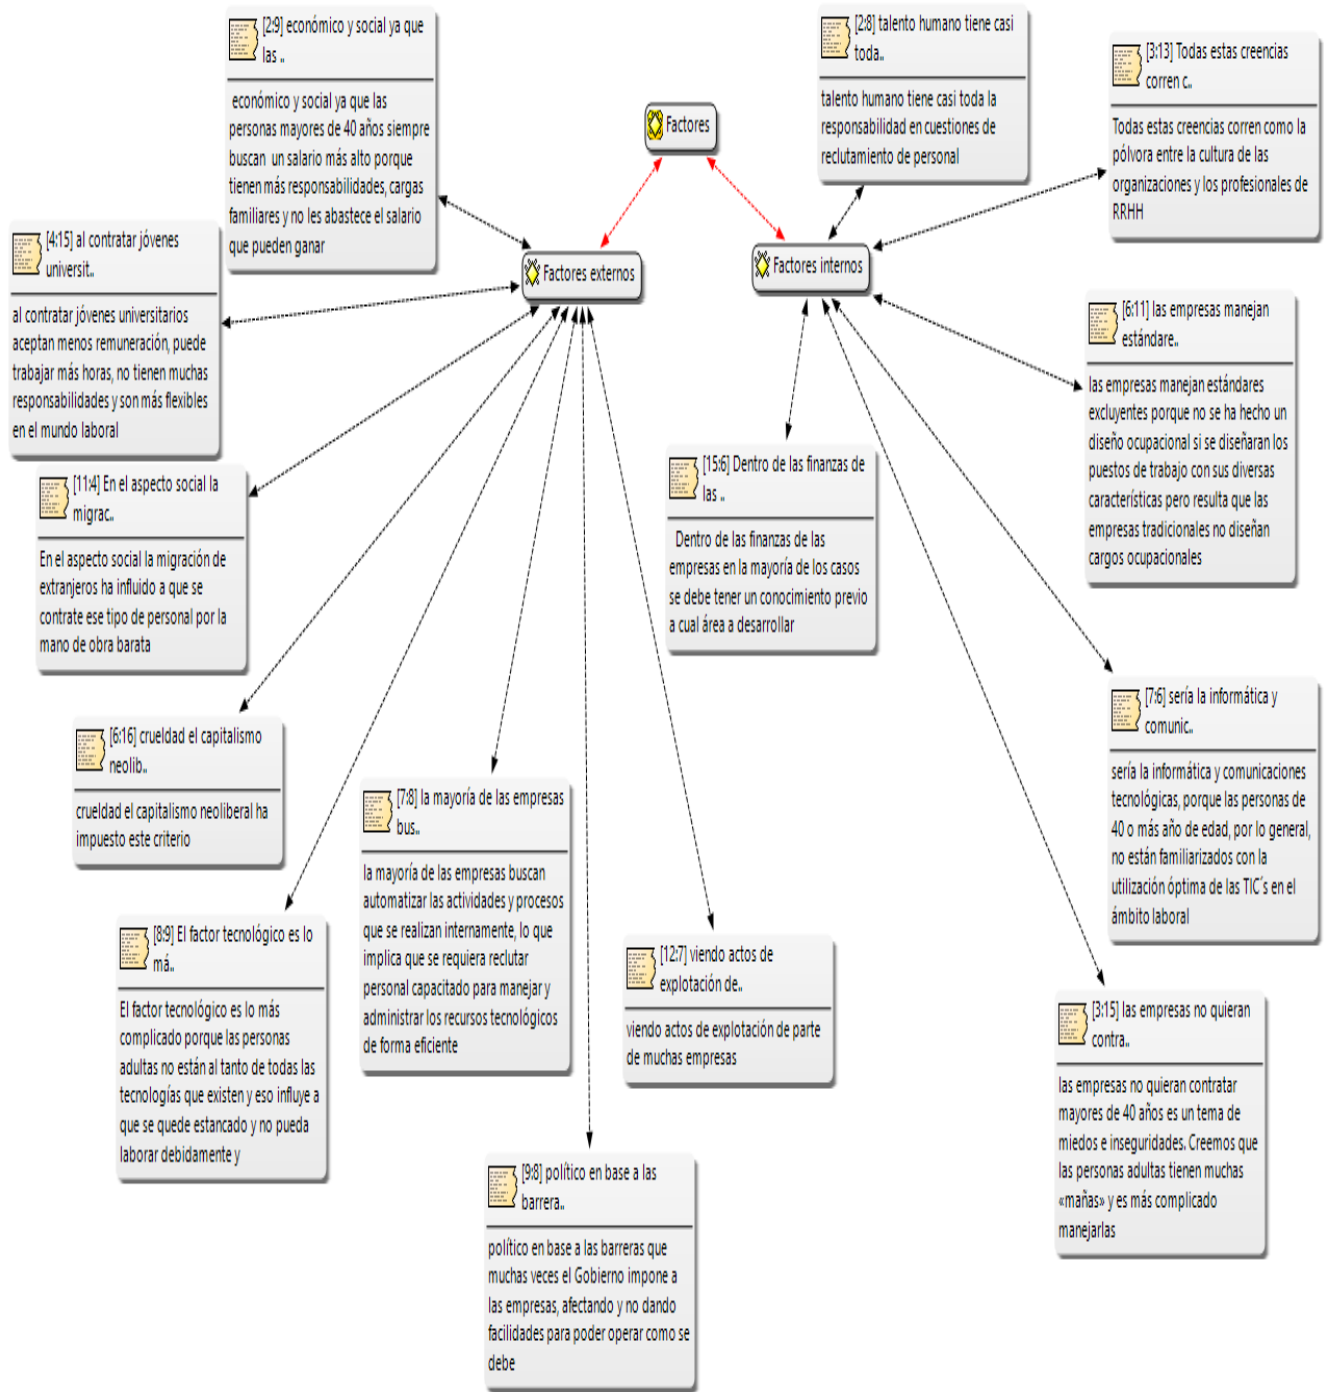 [2:9] económico y social ya que
las ..
económico y social ya que las
personas mayores de 40 años siempre
buscan un salario más alto porque
tienen más responsabilidades, cargas
familiares y no les abastece el salario
que pueden ganar
[2:8] talento humano tiene casi
toda..
talento humano tiene casi toda la
responsabilidad en cuestiones de
reclutamiento de personal
[3:13] Todas estas creencias
corren c..
Todas estas creencias corren como la
pólvora entre la cultura de las
organizaciones y los profesionales de
RRHH
Factores
Factores externos
Factores internos
[4:15] al contratar jóvenes
universit..
al contratar jóvenes universitarios
aceptan menos remuneración, puede
trabajar más horas, no tienen muchas
responsabilidades y son más flexibles
en el mundo laboral
[6:11] las empresas manejan
estándare..
las empresas manejan estándares
excluyentes porque no se ha hecho un
diseño ocupacional si se diseñaran los
puestos de trabajo con sus diversas
características pero resulta que las
empresas tradicionales no diseñan
cargos ocupacionales
[11:4] En el aspecto social la
migrac..
En el aspecto social la migración de
extranjeros ha influido a que se
contrate ese tipo de personal por la
mano de obra barata
[15:6] Dentro de las finanzas de
las ..
Dentro de las finanzas de las
empresas en la mayoría de los casos
se debe tener un conocimiento previo
a cual área a desarrollar
[6:16] crueldad el capitalismo
neolib..
crueldad el capitalismo neoliberal ha
impuesto este criterio
[7:6] sería la informática y
comunic..
sería la informática y comunicaciones
tecnológicas, porque las personas de
40 o más año de edad, por lo general,
no están familiarizados con la
utilización óptima de las TIC´s en el
ámbito laboral
[7:8] la mayoría de las empresas
bus..
la mayoría de las empresas buscan
automatizar las actividades y procesos
que se realizan internamente, lo que
implica que se requiera reclutar
personal capacitado para manejar y
administrar los recursos tecnológicos
de forma eficiente
[8:9] El factor tecnológico es lo
má..
El factor tecnológico es lo más
complicado porque las personas
adultas no están al tanto de todas las
tecnologías que existen y eso influye a
que se quede estancado y no pueda
laborar debidamente y
[12:7] viendo actos de
explotación de..
viendo actos de explotación de parte
de muchas empresas
[3:15] las empresas no quieran
contra..
las empresas no quieran contratar
mayores de 40 años es un tema de
miedos e inseguridades. Creemos que
las personas adultas tienen muchas
«mañas» y es más complicado
manejarlas
[9:8] político en base a las
barrera..
político en base a las barreras que
muchas veces el Gobierno impone a
las empresas, afectando y no dando
facilidades para poder operar como se
debe